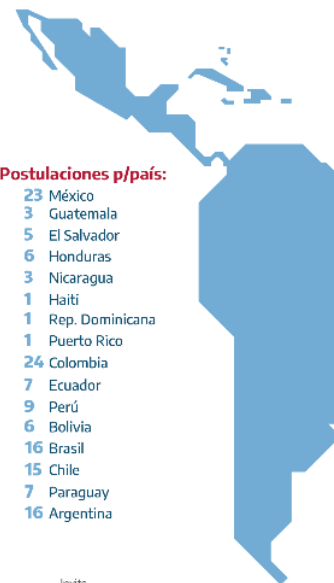 Postulaciones p/país:
23 México
3 Guatemala
5 El Salvador
6 Honduras
3 Nicaragua
1 Haiti
1 Rep. Dominicana
1 Puerto Rico
24 Colombia
7 Ecuador
9 Perú
6 Bolivia
16 Brasil
15 Chile
7 Paraguay
16 Argentina